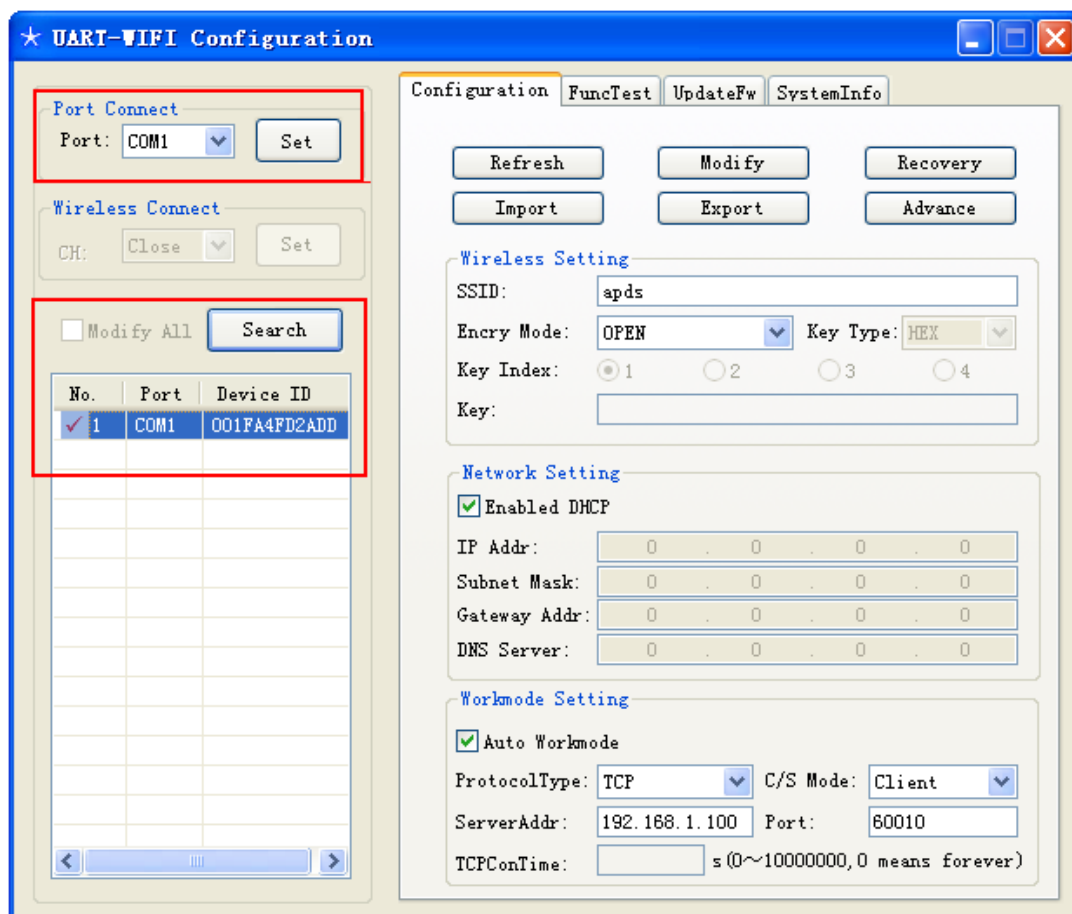 UART-WIFI Configuration
Port Connect
Port: COM1 Set
Wireless Connect
CH: Close Set
Modify All Search
No. Port Device ID
1 COM1 001FA4FD2ADD
Configuration FuncTest UpdateFw SystemInfo
Refresh Modify Recovery
Import Export Advance
Wireless Setting
SSID: apds
Encry Mode: OPEN Key Type: HEX
Key Index: 1 2 3 4
Key:
Network Setting
Enabled DHCP
IP Addr: 0 . 0 . 0 . 0
Subnet Mask: 0 . 0 . 0 . 0
Gateway Addr: 0 . 0 . 0 . 0
DNS Server: 0 . 0 . 0 . 0
Workmode Setting
Auto Workmode
ProtocolType: TCP C/S Mode: Client
ServerAddr: 192.168.1.100 Port: 60010
TCPConTime: s(0～10000000,0 means forever)